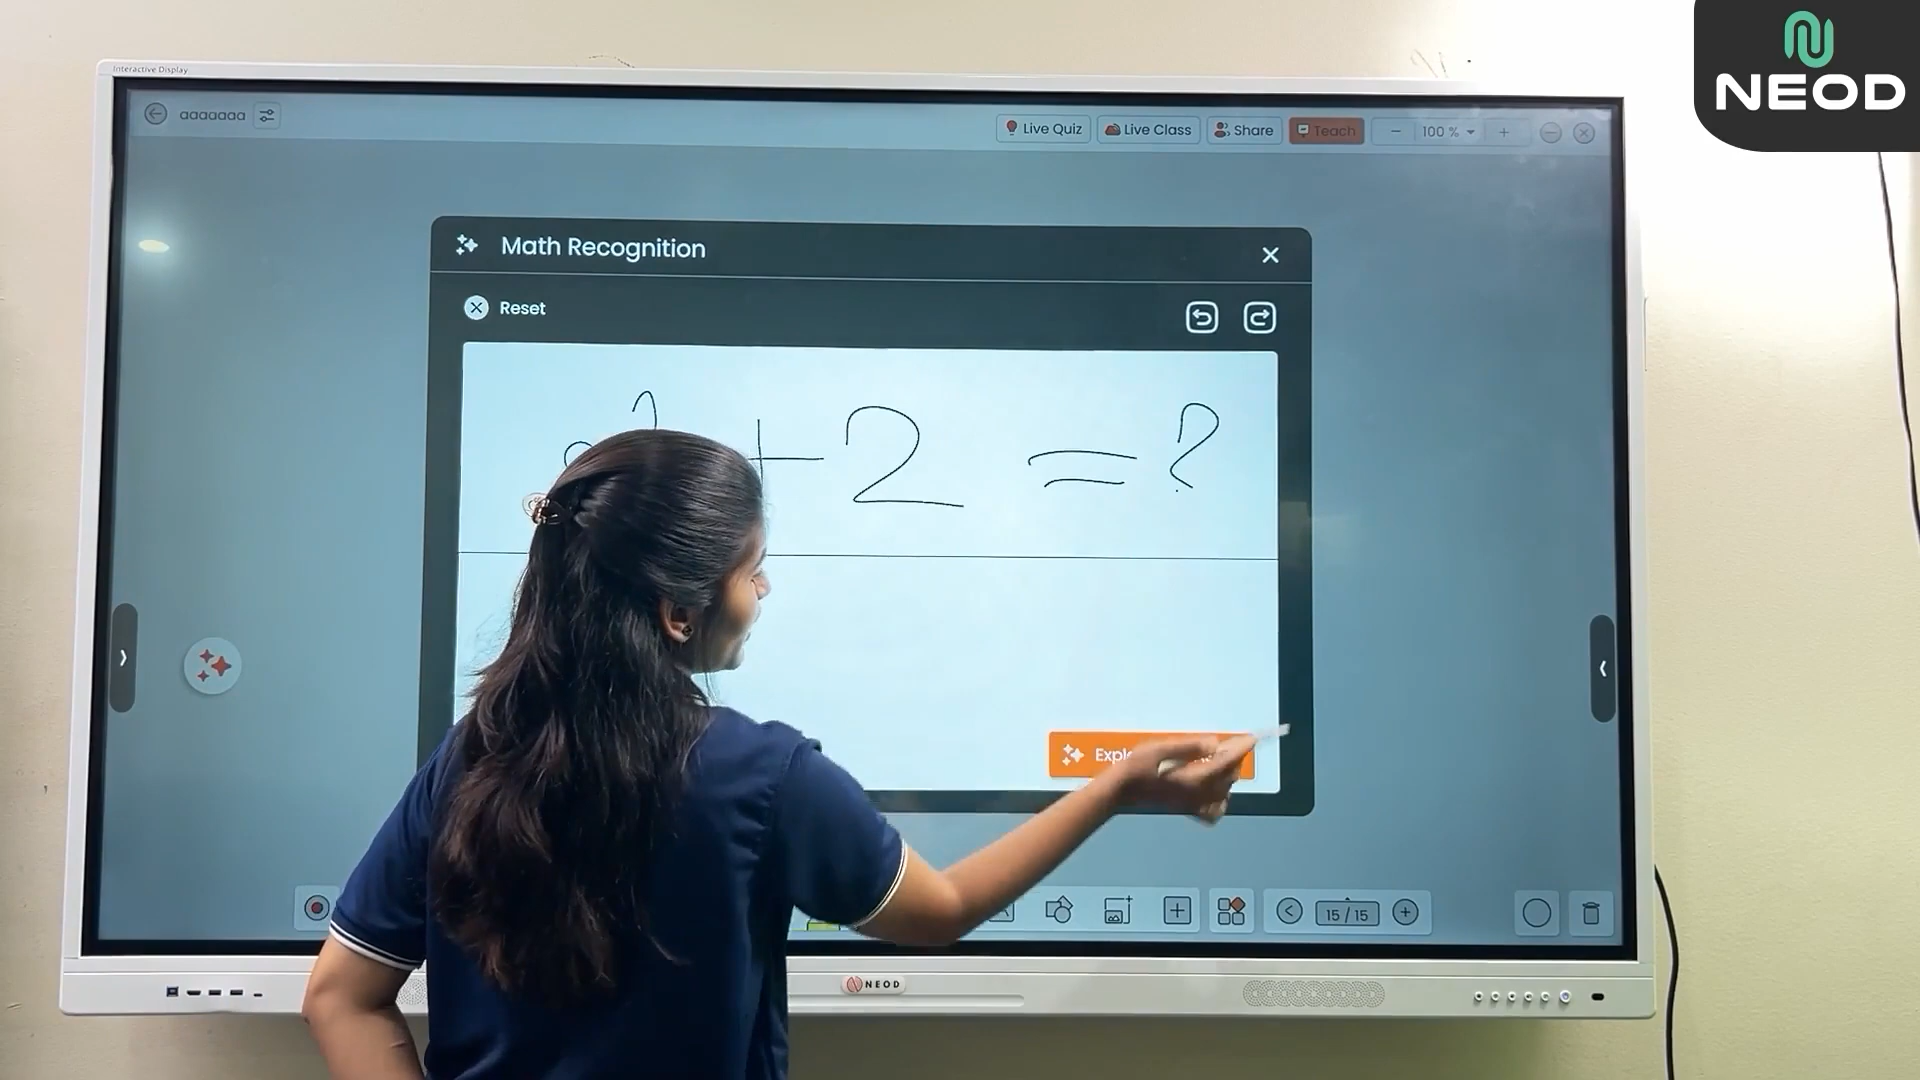 NEOD
Interactive Display
aaaaaaa
Live Quiz
Live Class
Share
Teach
100 %
Math Recognition
Reset
+ 2 = ?
15 / 15
NEOD